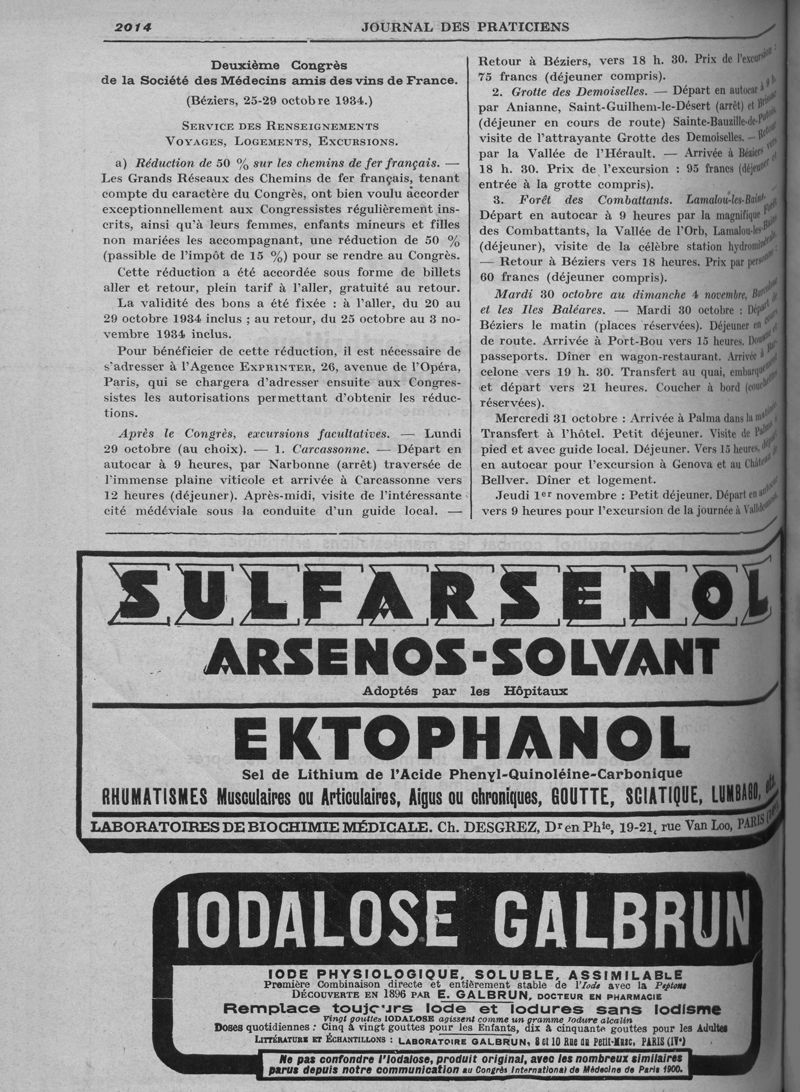 2014
JOURNAL DES PRATICIENS
Deuxième Congrès
de la Société des Médecins amis des vins de France.
(Béziers, 25-29 octobre 1934.)
SERVICE DES RENSEIGNEMENTS
VOYAGES, LOGEMENTS, EXCURSIONS.
a) Réduction de 50 % sur les chemins de fer français. —
Les Grands Réseaux des Chemins de fer français, tenant
compte du caractère du Congrès, ont bien voulu accorder
exceptionnellement aux Congressistes régulièrement ins-
crits, ainsi qu'à leurs femmes, enfants mineurs et filles
non mariées les accompagnant, une réduction de 50 %
(passible de l'impôt de 15 %) pour se rendre au Congrès.
Cette réduction a été accordée sous forme de billets
aller et retour, plein tarif à l'aller, gratuité au retour.
La validité des bons a été fixée : à l'aller, du 20 au
29 octobre 1934 inclus ; au retour, du 25 octobre au 3 no-
vembre 1934 inclus.
Pour bénéficier de cette réduction, il est nécessaire de
s'adresser à l'Agence EXPRINTER, 26, avenue de l'Opéra,
Paris, qui se chargera d'adresser ensuite aux Congres-
sistes les autorisations permettant d'obtenir les réduc-
tions.
Après le Congrès, excursions facultatives. — Lundi
29 octobre (au choix). — 1. Carcassonne. — Départ en
autocar à 9 heures, par Narbonne (arrêt) traversée de
l'immense plaine viticole et arrivée à Carcassonne vers
12 heures (déjeuner). Après-midi, visite de l'intéressante
cité médéviale sous la conduite d'un guide local. —
Retour à Béziers, vers 18 h. 30. Prix de l'excursion :
75 francs (déjeuner compris).
2. Grotte des Demoiselles. — Départ en autocar à 9 h.
par Anianne, Saint-Guilhem-le-Désert (arrêt) et
(déjeuner en cours de route) Sainte-Bauzille-de-
visite de l'attrayante Grotte des Demoiselles. — Retour
par la Vallée de l'Hérault. — Arrivée à Béziers
18 h. 30. Prix de l'excursion : 95 francs (déjeuner
entrée à la grotte compris).
3. Forêt des Combattants. Lamalou-les-Bains.
Départ en autocar à 9 heures par la magnifique Forêt
des Combattants, la Vallée de l'Orb, Lamalou-les-Bains
(déjeuner), visite de la célèbre station hydrominérale.
— Retour à Béziers vers 18 heures. Prix par personne
60 francs (déjeuner compris).
Mardi 30 octobre au dimanche 4 novembre, Barcelone
et les Iles Baléares. — Mardi 30 octobre : Départ
Béziers le matin (places réservées). Déjeuner en cours
de route. Arrivée à Port-Bou vers 15 heures. Douane
passeports. Dîner en wagon-restaurant. Arrivée à
celone vers 19 h. 30. Transfert au quai, embarquement
et départ vers 21 heures. Coucher à bord (couchettes
réservées).
Mercredi 31 octobre : Arrivée à Palma dans la matinée
Transfert à l'hôtel. Petit déjeuner. Visite de Palma à
pied et avec guide local. Déjeuner. Vers 15 heures, départ
en autocar pour l'excursion à Genova et au Château
Bellver. Dîner et logement.
Jeudi 1er novembre : Petit déjeuner. Départ en autocar
vers 9 heures pour l'excursion de la journée à
SULFARSENOL
ARSENOS-SOLVANT
Adoptés par les Hôpitaux
EKTOPHANOL
Sel de Lithium de l'Acide Phenyl-Quinoléine-Carbonique
RHUMATISMES Musculaires ou Articulaires, Aigus ou chroniques, GOUTTE, SCIATIQUE, LUMBAGO, etc.
LABORATOIRES DE BIOCHIMIE MÉDICALE. Ch. DESGREZ, Dr en Phie, 19-21, rue Van Loo, PARIS
IODALOSE GALBRUN
IODE PHYSIOLOGIQUE, SOLUBLE, ASSIMILABLE
Première Combinaison directe et entièrement stable de l'Iode avec la Peptone
DÉCOUVERTE EN 1896 PAR E. GALBRUN, DOCTEUR EN PHARMACIE
Remplace toujours Iode et Iodures sans Iodisme
Vingt gouttes IODALOSE agissent comme un gramme Iodure alcalin
Doses quotidiennes : Cinq à vingt gouttes pour les Enfants, dix à cinquante gouttes pour les Adultes
LITTÉRATURE ET ÉCHANTILLONS : LABORATOIRE GALBRUN, 8 et 10 Rue du Petit-Musc, PARIS (IVe)
Ne pas confondre l'Iodalose, produit original, avec les nombreux similaires
parus depuis notre communication au Congrès International de Médecine de Paris 1900.